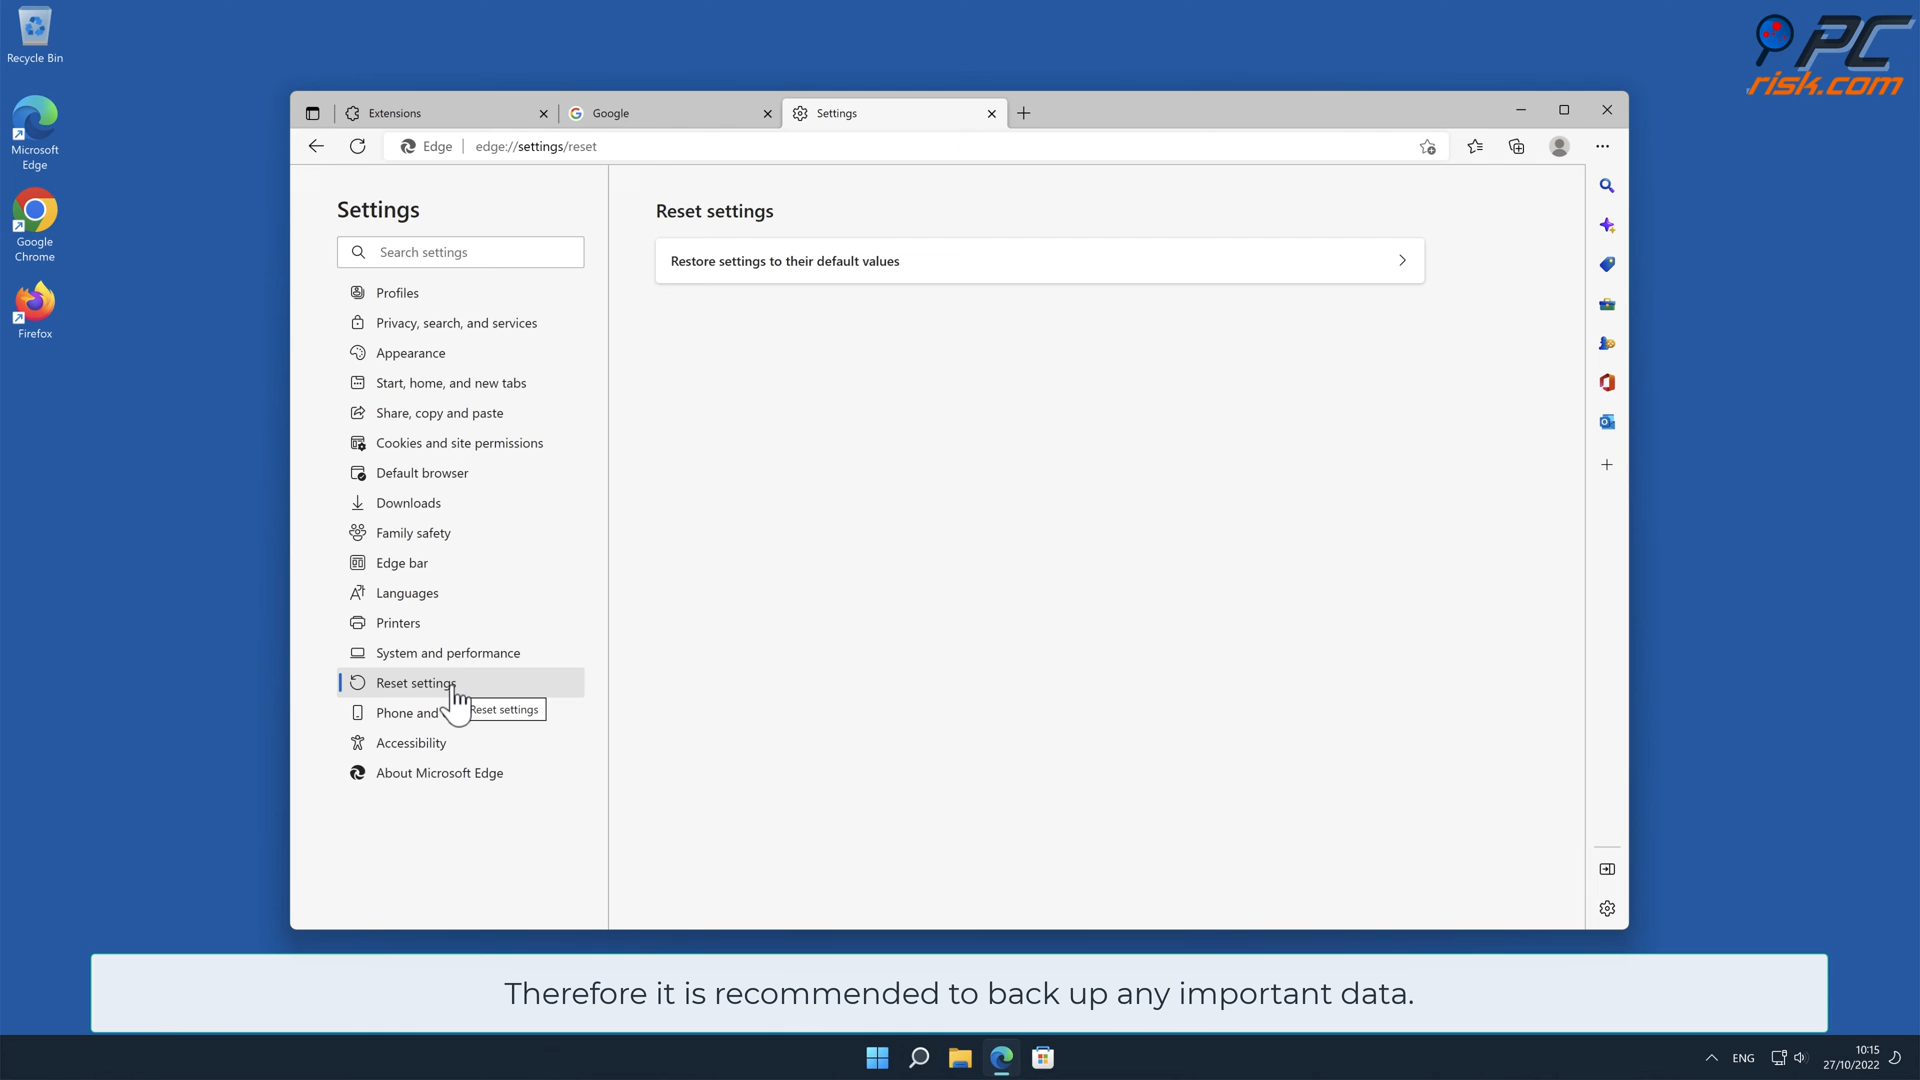 Recycle Bin
Microsoft
Edge
Google
Chrome
Firefox
PC
risk.com
Extensions
Google
Settings
Edge
edge://settings/reset
Settings
Search settings
Profiles
Privacy, search, and services
Appearance
Start, home, and new tabs
Share, copy and paste
Cookies and site permissions
Default browser
Downloads
Family safety
Edge bar
Languages
Printers
System and performance
Reset settings
Phone and
Reset settings
Accessibility
About Microsoft Edge
Reset settings
Restore settings to their default values
Therefore it is recommended to back up any important data.
ENG
10:15
27/10/2022